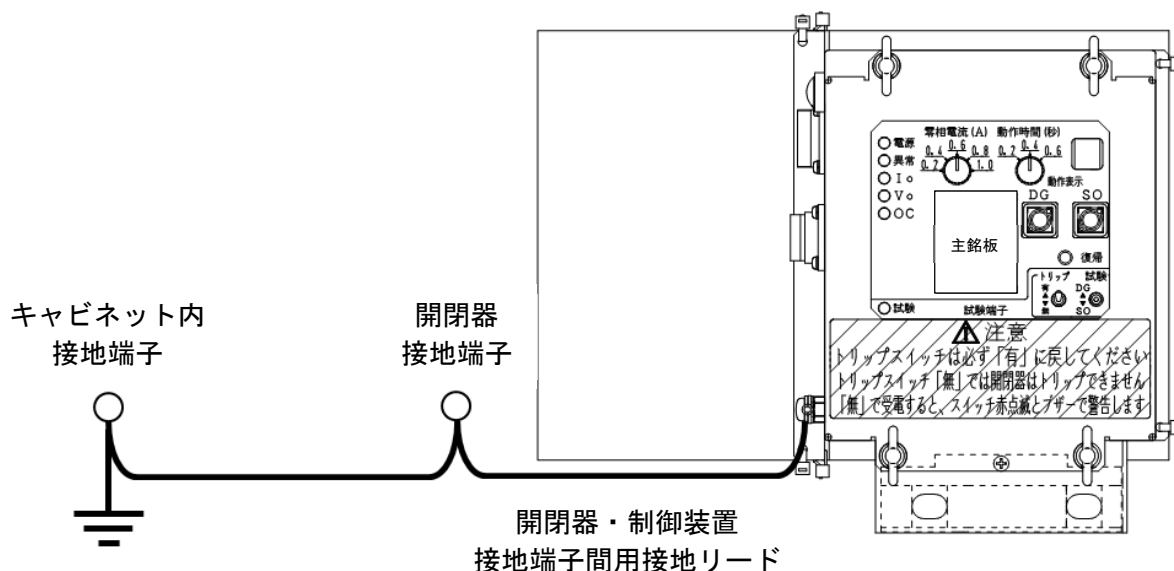 零相電流(A) 動作時間(秒)
0.2 0.4 0.6 0.8 1.0
0.2 0.4 0.6
電源
異常
Io
Vo
OC
動作表示
DG SO
主銘板
復帰
トリップ 試験
有 DG
無 SO
試験 試験端子
注意
トリップスイッチは必ず「有」に戻してください
トリップスイッチ「無」では開閉器はトリップできません
「無」で受電すると、スイッチ赤点滅とブザーで警告します
キャビネット内
接地端子
開閉器
接地端子
開閉器・制御装置
接地端子間用接地リード